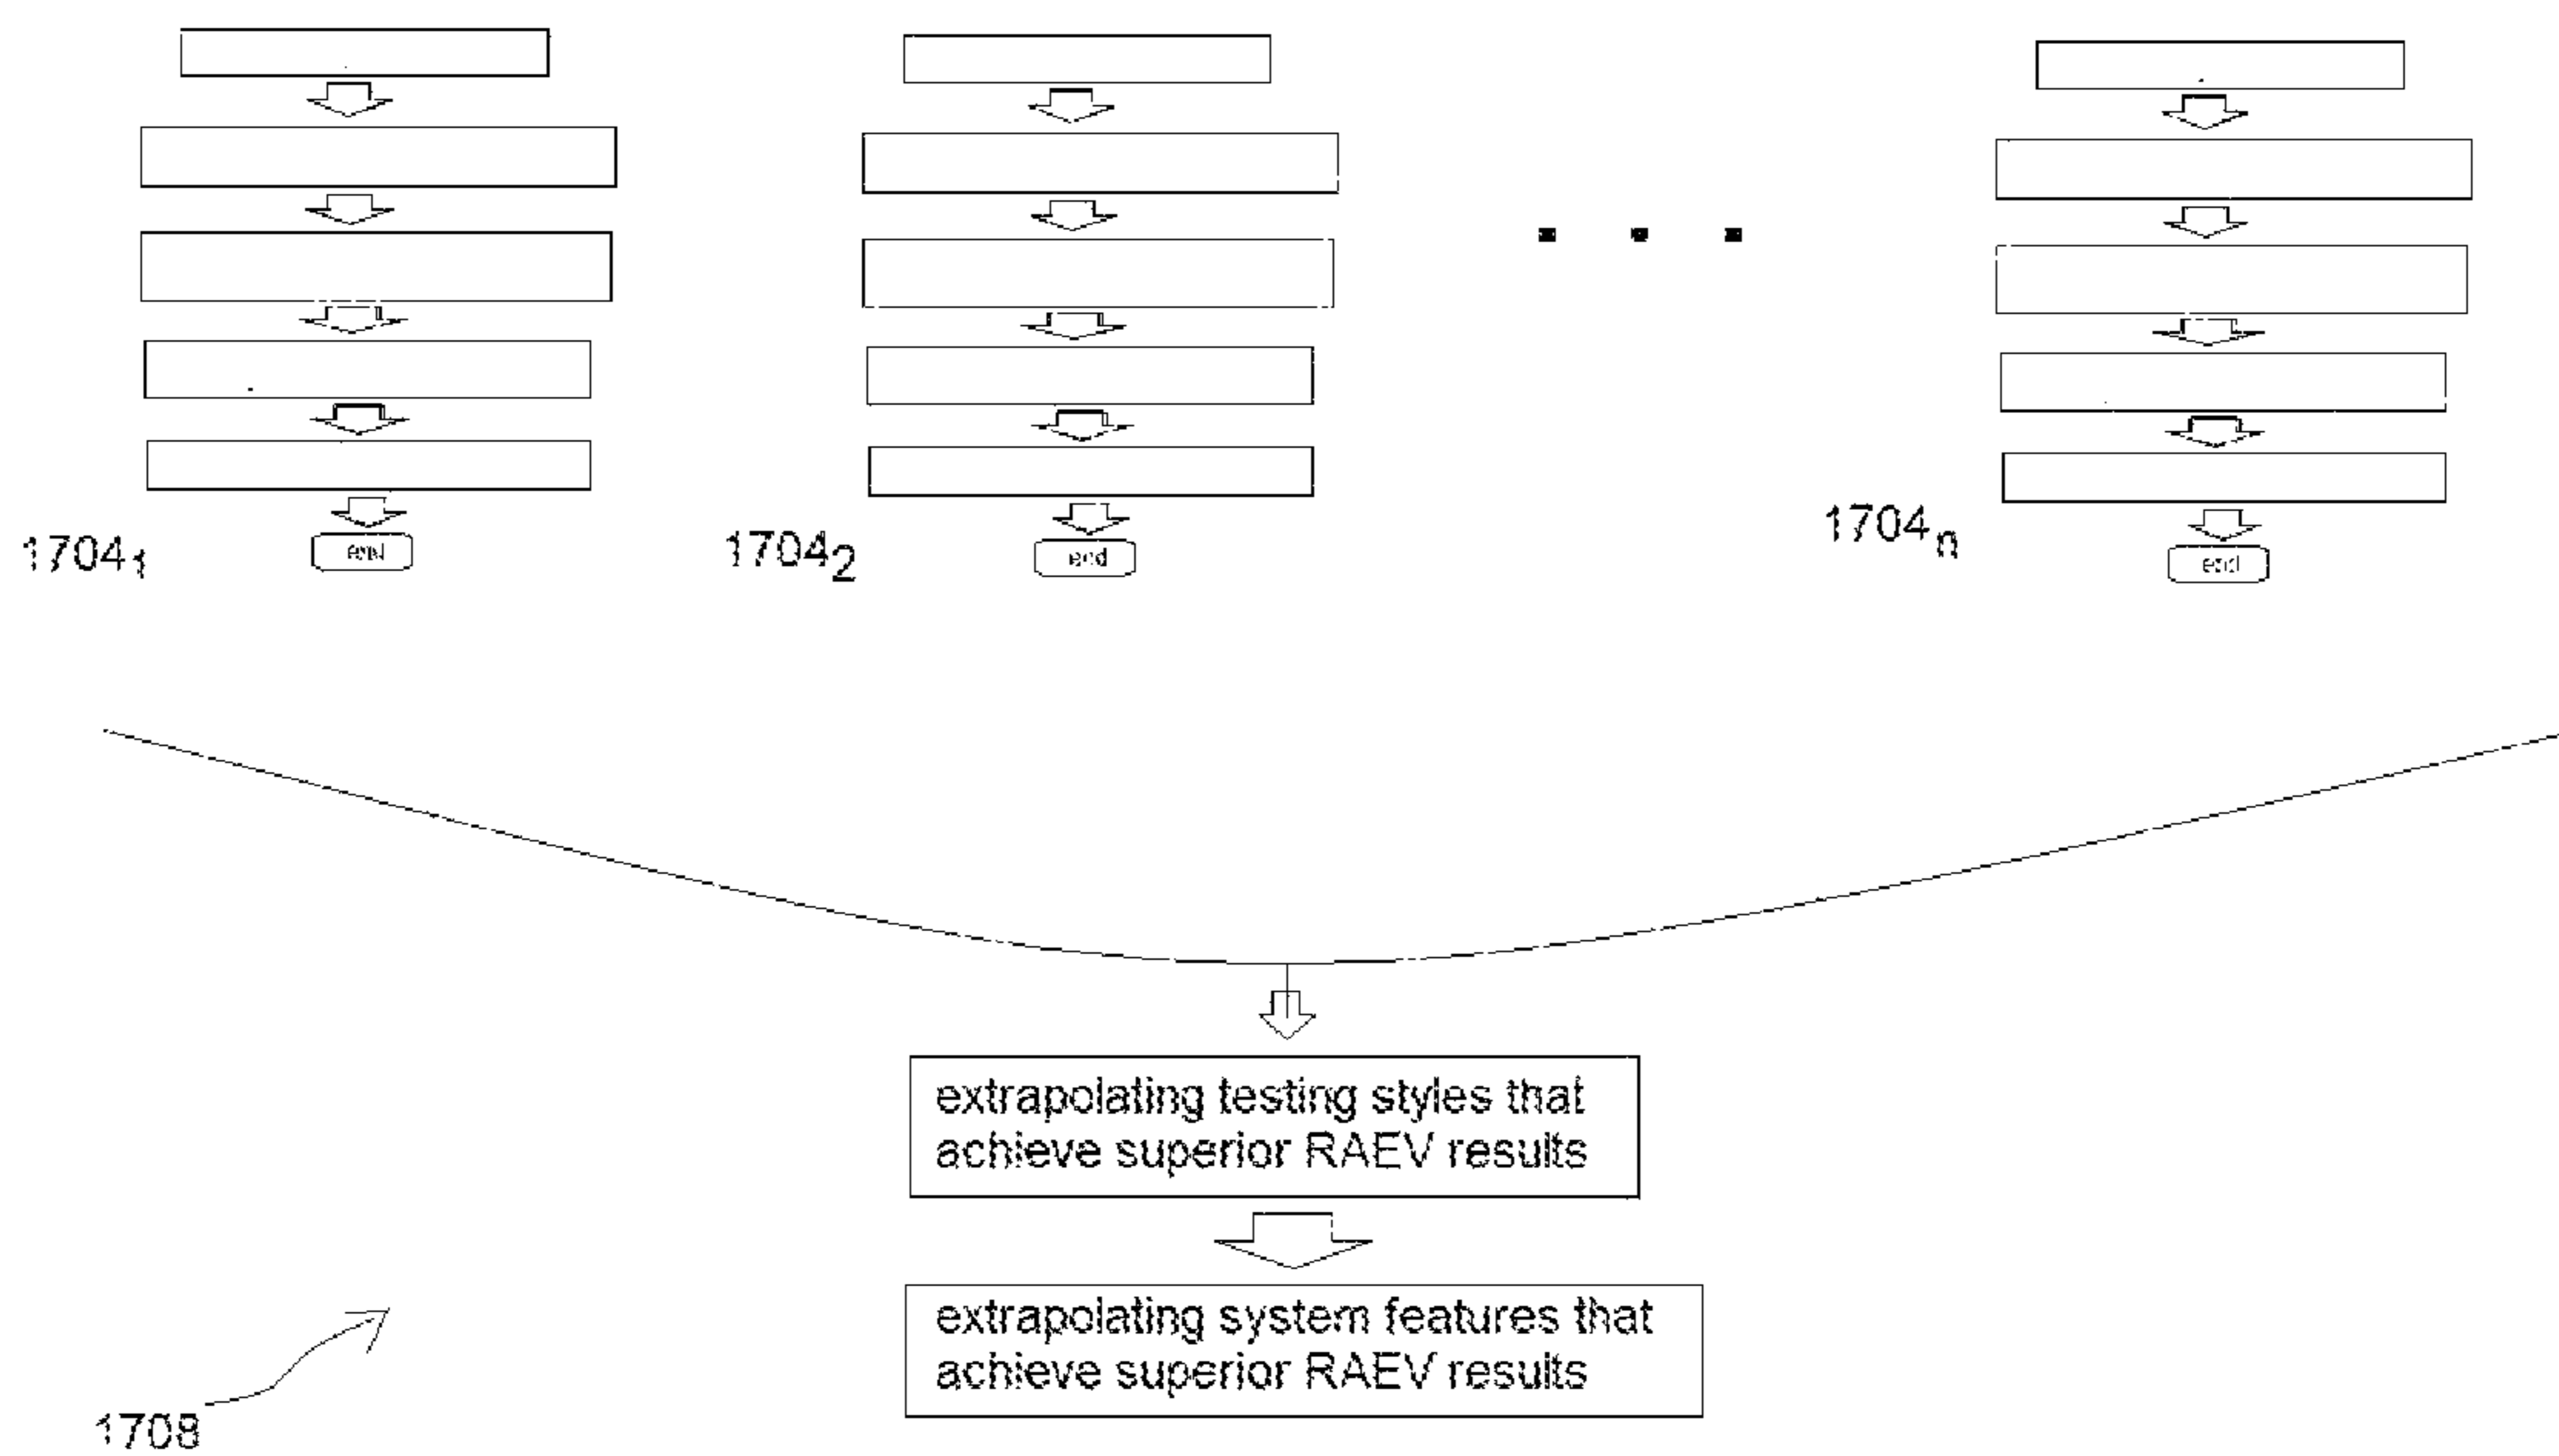 1704₁
end
1704₂
end
1704ₙ
end
extrapolating testing styles that
achieve superior RAEV results
extrapolating system features that
achieve superior RAEV results
1708